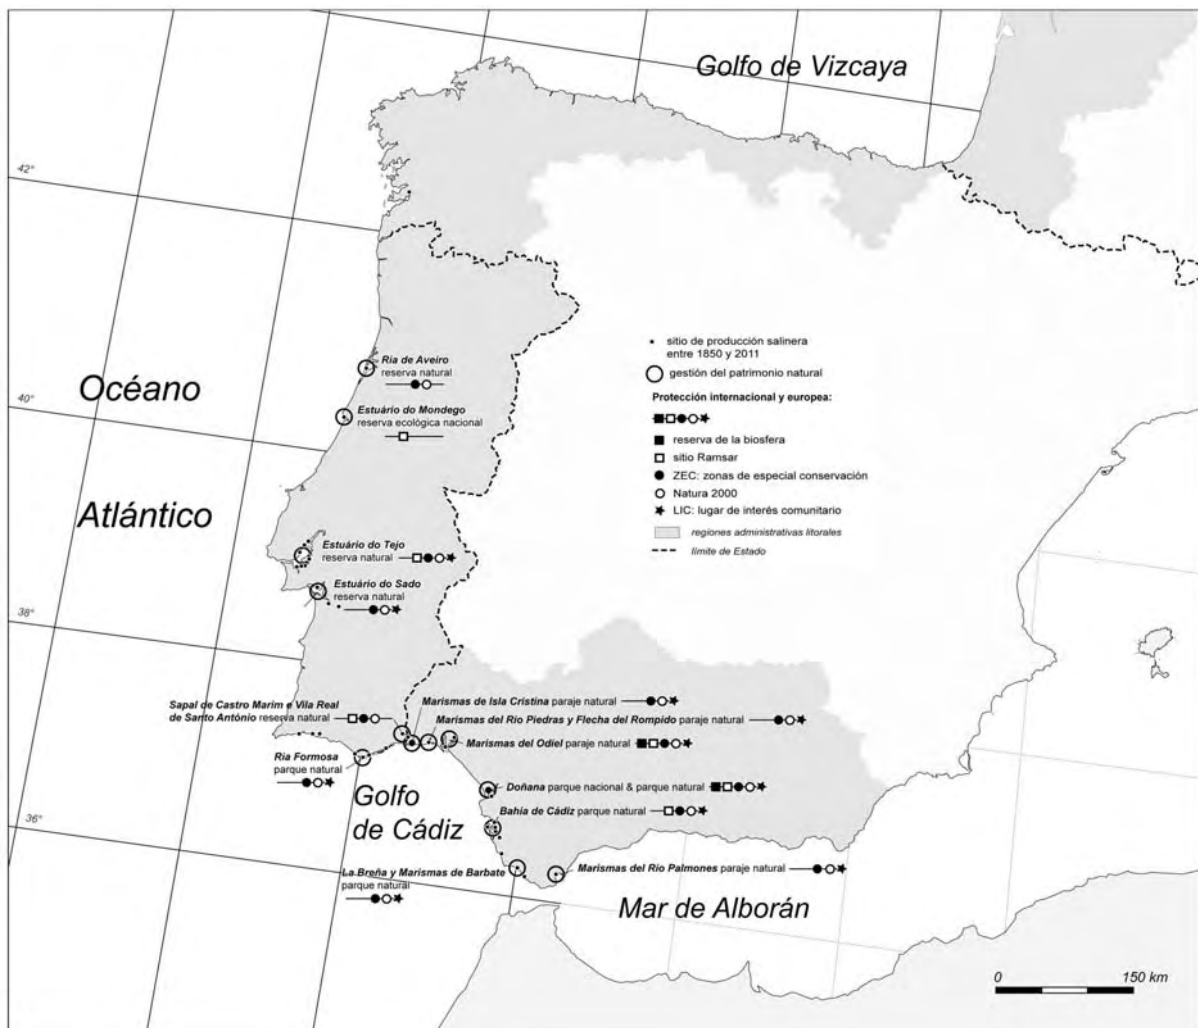 Golfo de Vizcaya
42°
Océano
Atlántico
40°
38°
36°
Ria de Aveiro
reserva natural
Estuário do Mondego
reserva ecológica nacional
Estuário do Tejo
reserva natural
Estuário do Sado
reserva natural
sitio de producción salinera
entre 1850 y 2011
gestión del patrimonio natural
Protección internacional y europea:
reserva de la biosfera
sitio Ramsar
ZEC: zonas de especial conservación
Natura 2000
LIC: lugar de interés comunitario
regiones administrativas litorales
límite de Estado
Sapal de Castro Marim e Vila Real
de Santo António reserva natural
Ria Formosa
parque natural
Marismas de Isla Cristina paraje natural
Marismas del Río Piedras y Flecha del Rompido paraje natural
Marismas del Odiel paraje natural
Doñana parque nacional & parque natural
Bahía de Cádiz parque natural
Golfo
de Cádiz
La Breña y Marismas de Barbate
parque natural
Marismas del Río Palmones paraje natural
Mar de Alborán
0 150 km